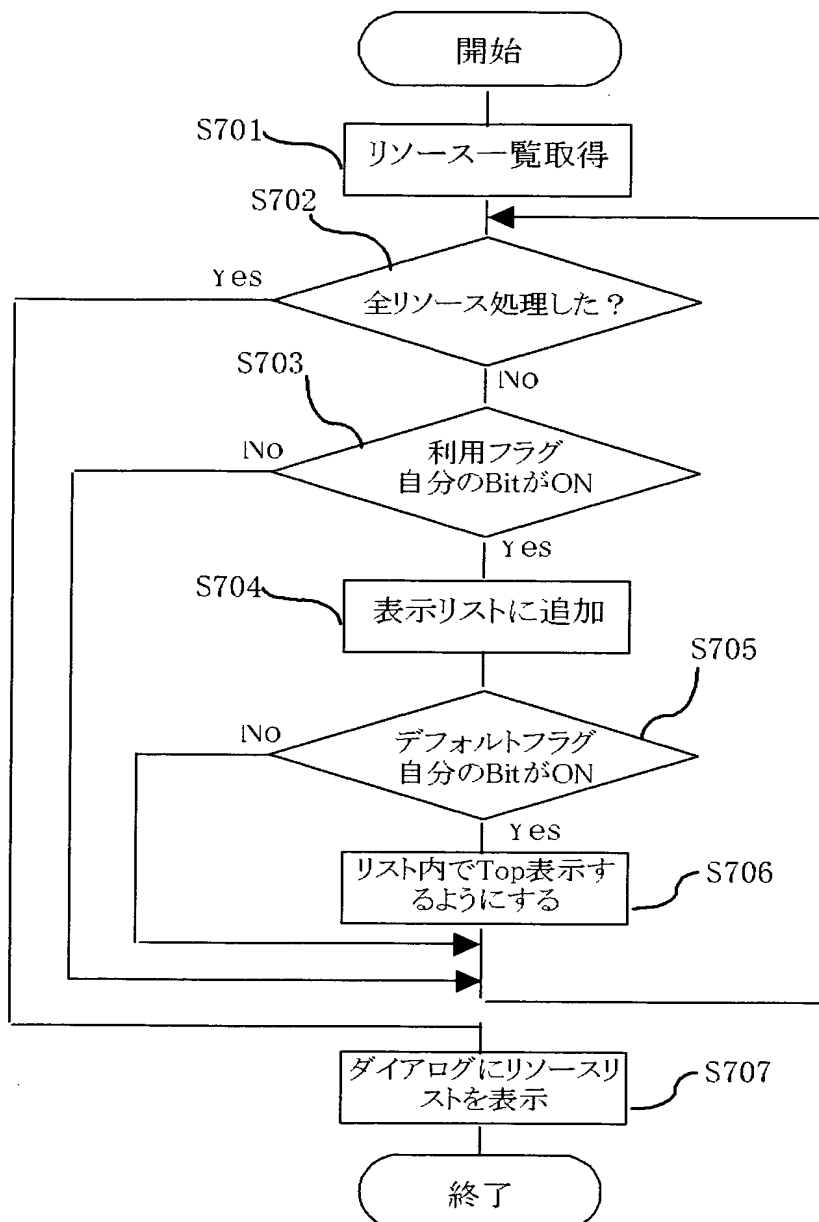 開始
S701
リソース一覧取得
S702
Yes
全リソース処理した？
No
S703
No
利用フラグ
自分のBitがON
Yes
S704
表示リストに追加
S705
No
デフォルトフラグ
自分のBitがON
Yes
リスト内でTop表示す
るようにする
S706
ダイアログにリソースリ
ストを表示
S707
終了